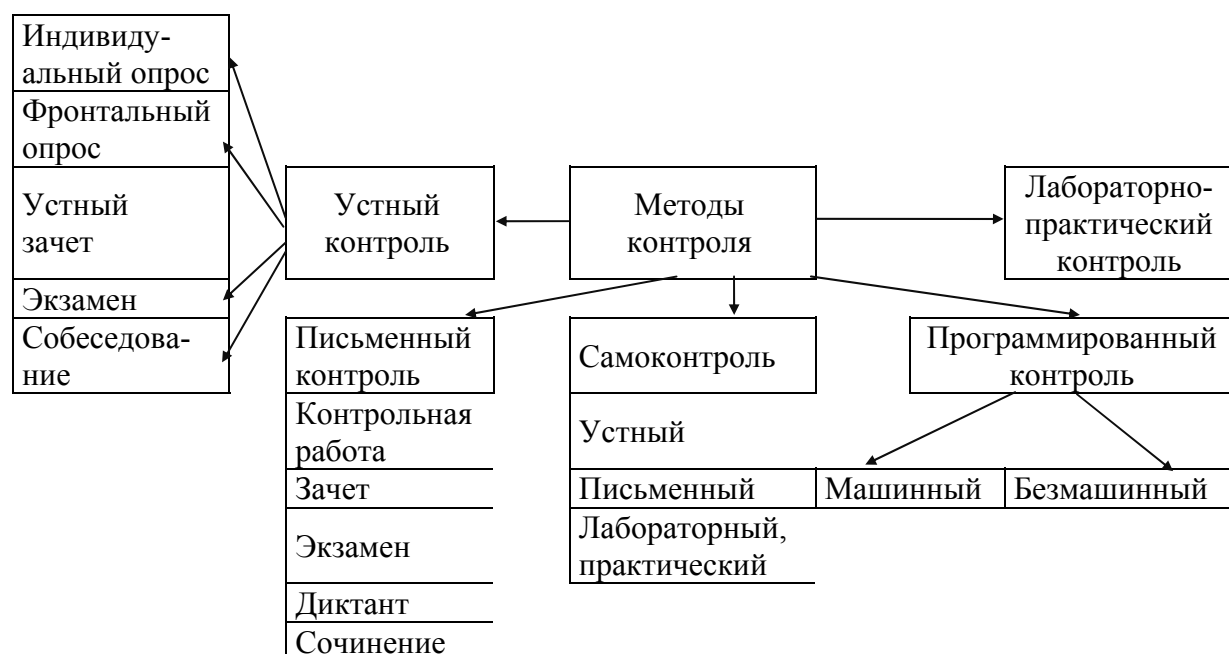 Индивиду-
альный опрос
Фронтальный
опрос
Устный
зачет
Экзамен
Собеседова-
ние
Устный
контроль
Методы
контроля
Лабораторно-
практический
контроль
Письменный
контроль
Контрольная
работа
Зачет
Экзамен
Диктант
Сочинение
Самоконтроль
Устный
Письменный
Лабораторный,
практический
Программированный
контроль
Машинный
Безмашинный